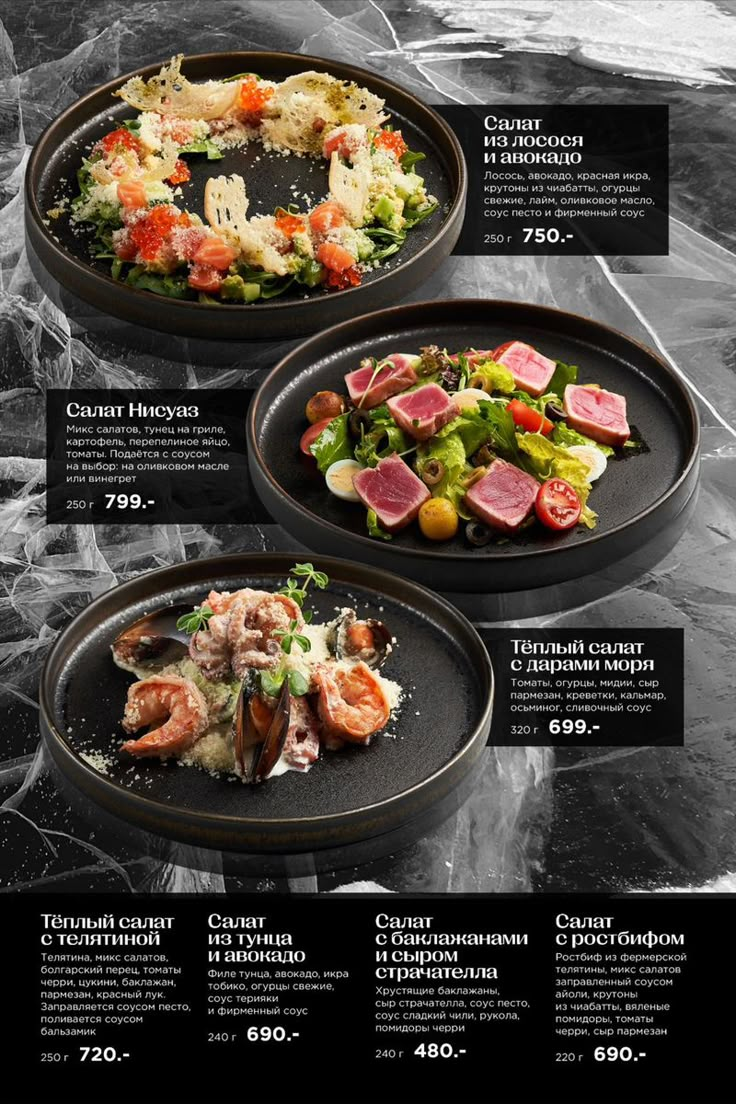 Салат
из лосося
и авокадо
Лосось, авокадо, красная икра,
крутоны из чиабатты, огурцы
свежие, лайм, оливковое масло,
соус песто и фирменный соус
250 г 750.-
Салат Нисуаз
Микс салатов, тунец на гриле,
картофель, перепелиное яйцо,
томаты. Подаётся с соусом
на выбор: на оливковом масле
или винегрет
250 г 799.-
Тёплый салат
с дарами моря
Томаты, огурцы, мидии, сыр
пармезан, креветки, кальмар,
осьминог, сливочный соус
320 г 699.-
Тёплый салат
с телятиной
Телятина, микс салатов,
болгарский перец, томаты
черри, цукини, баклажан,
пармезан, красный лук.
Заправляется соусом песто,
поливается соусом
бальзамик
250 г 720.-
Салат
из тунца
и авокадо
Филе тунца, авокадо, икра
тобико, огурцы свежие,
соус терияки
и фирменный соус
240 г 690.-
Салат
с баклажанами
и сыром
страчателла
Хрустящие баклажаны,
сыр страчателла, соус песто,
соус сладкий чили, рукола,
помидоры черри
240 г 480.-
Салат
с ростбифом
Ростбиф из фермерской
телятины, микс салатов
заправленный соусом
айоли, крутоны
из чиабатты, вяленые
помидоры, томаты
черри, сыр пармезан
220 г 690.-